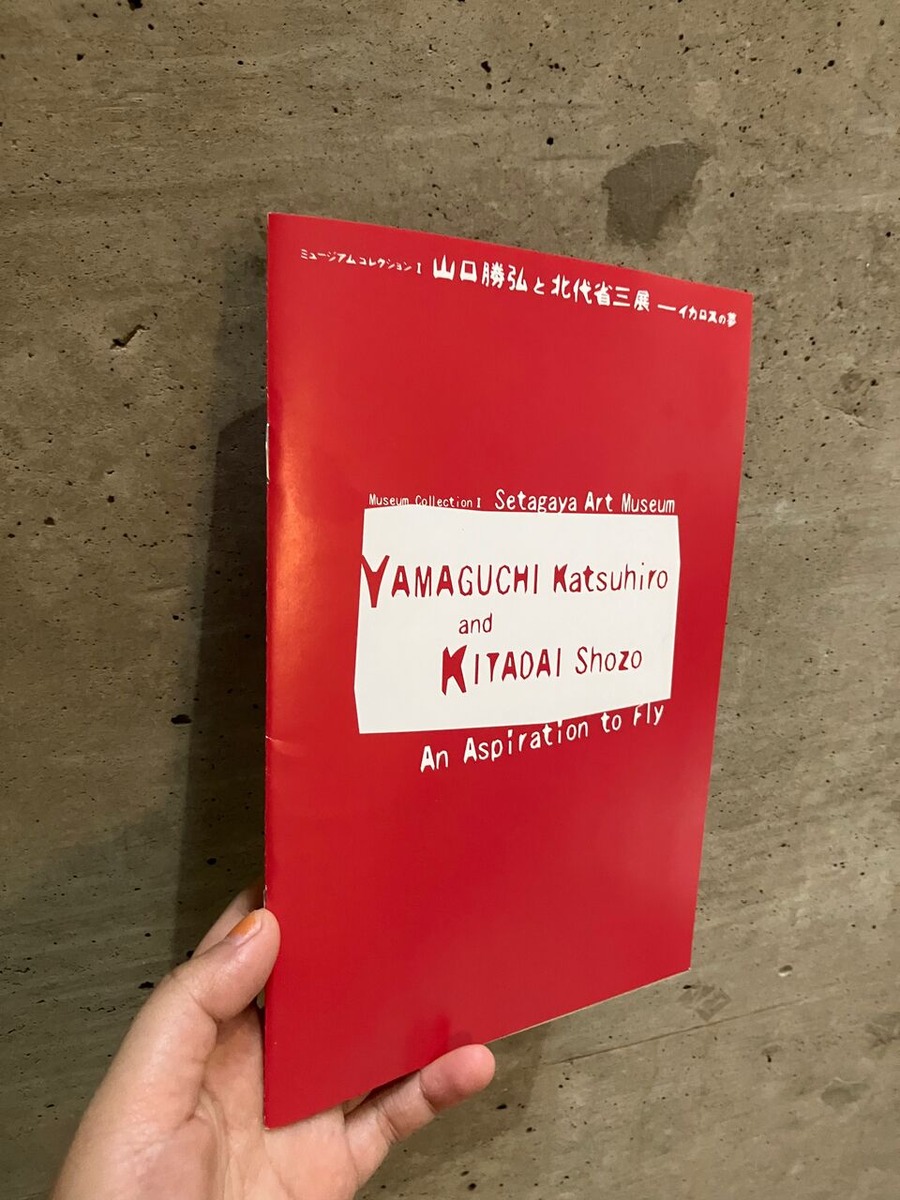 ミュージアム コレクション I 山口勝弘と北代省三展 ―イカロスの夢
Museum Collection I Setagaya Art Museum
YAMAGUCHI Katsuhiro
and
KITADAI Shozo
An Aspiration to Fly